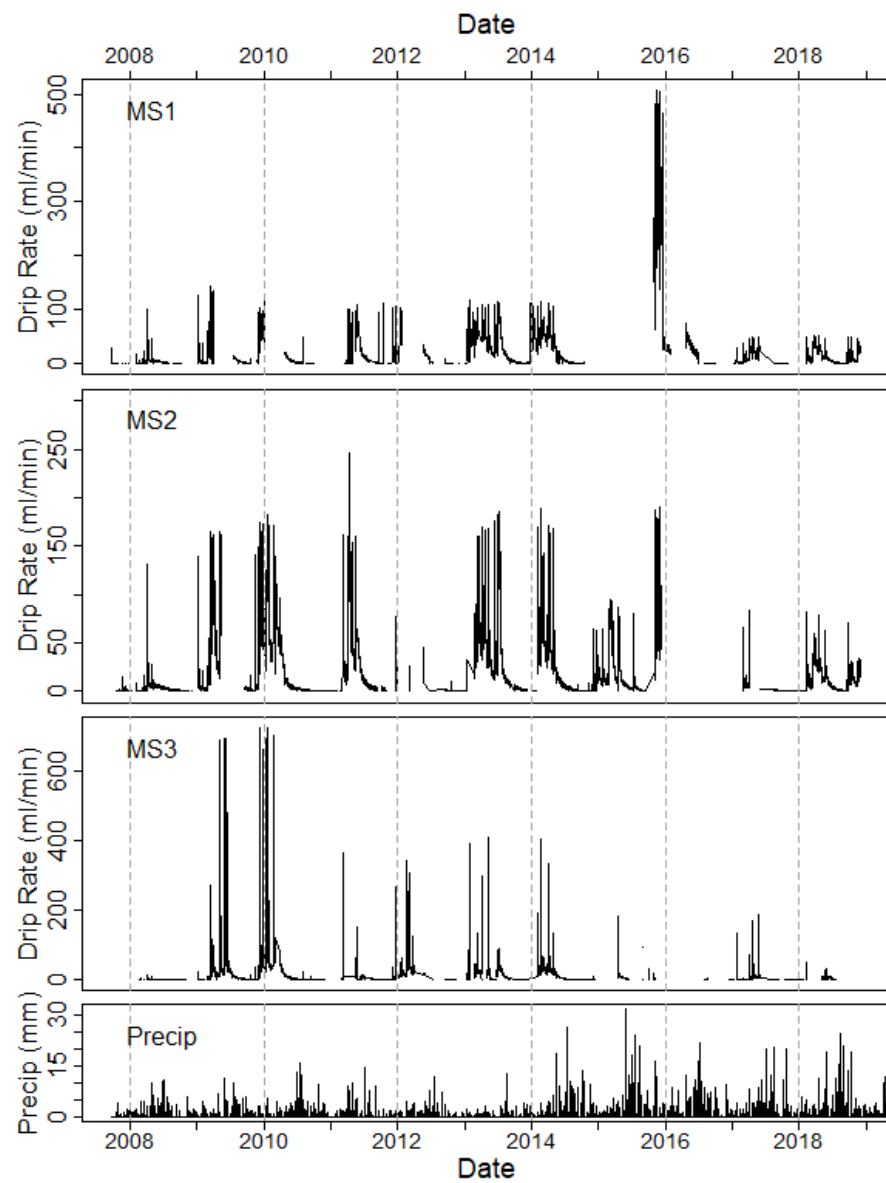 Date
2008 2010 2012 2014 2016 2018
MS1
Drip Rate (ml/min)
0 100 300 500
MS2
Drip Rate (ml/min)
0 50 150 250
MS3
Drip Rate (ml/min)
0 200 400 600
Precip
Precip (mm)
0 15 30
2008 2010 2012 2014 2016 2018
Date